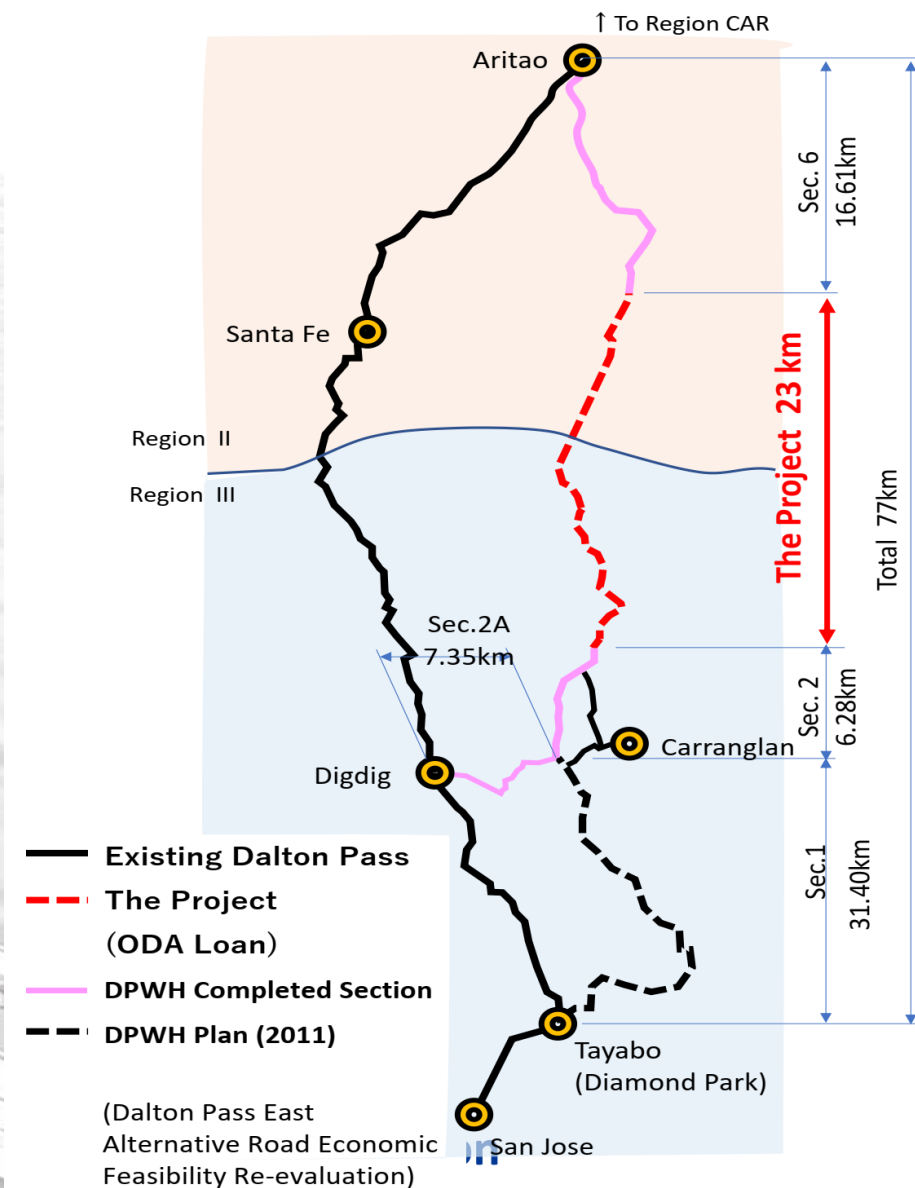 ↑ To Region CAR
Aritao
Sec. 6
16.61km
Santa Fe
The Project 23 km
Total 77km
Region II
Region III
Sec.2A
7.35km
Sec. 2
6.28km
Carranglan
Digdig
Sec.1
31.40km
Existing Dalton Pass
The Project
(ODA Loan)
DPWH Completed Section
DPWH Plan (2011)
Tayabo
(Diamond Park)
(Dalton Pass East
Alternative Road Economic
Feasibility Re-evaluation)
San Jose